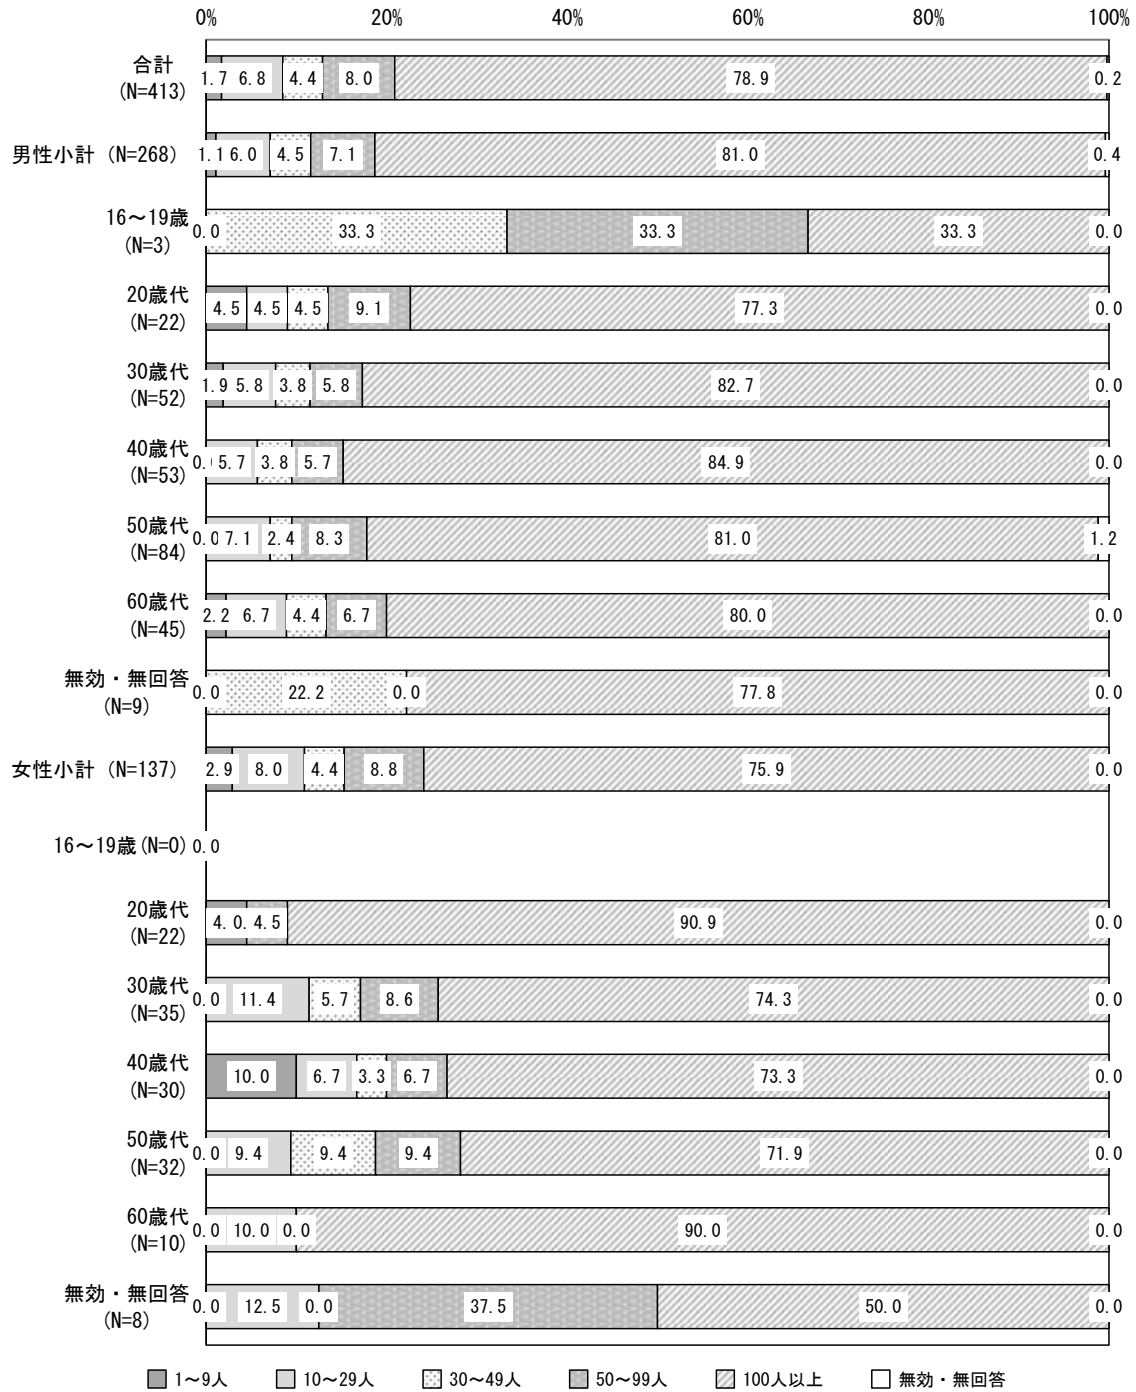 0% 20% 40% 60% 80% 100%
合計
(N=413)
1.7 6.8 4.4 8.0 78.9 0.2
男性小計 (N=268)
1.1 6.0 4.5 7.1 81.0 0.4
16～19歳
(N=3)
0.0 33.3 33.3 33.3 0.0
20歳代
(N=22)
4.5 4.5 4.5 9.1 77.3 0.0
30歳代
(N=52)
1.9 5.8 3.8 5.8 82.7 0.0
40歳代
(N=53)
5.7 3.8 5.7 84.9 0.0
50歳代
(N=84)
0.0 7.1 2.4 8.3 81.0 1.2
60歳代
(N=45)
2.2 6.7 4.4 6.7 80.0 0.0
無効・無回答
(N=9)
0.0 22.2 0.0 77.8 0.0
女性小計 (N=137)
2.9 8.0 4.4 8.8 75.9 0.0
16～19歳(N=0)
0.0
20歳代
(N=22)
4. 0. 4.5 90.9 0.0
30歳代
(N=35)
0.0 11.4 5.7 8.6 74.3 0.0
40歳代
(N=30)
10.0 6.7 3.3 6.7 73.3 0.0
50歳代
(N=32)
0.0 9.4 9.4 9.4 71.9 0.0
60歳代
(N=10)
0.0 10.0 0.0 90.0 0.0
無効・無回答
(N=8)
0.0 12.5 0.0 37.5 50.0 0.0
1～9人 10～29人 30～49人 50～99人 100人以上 無効・無回答